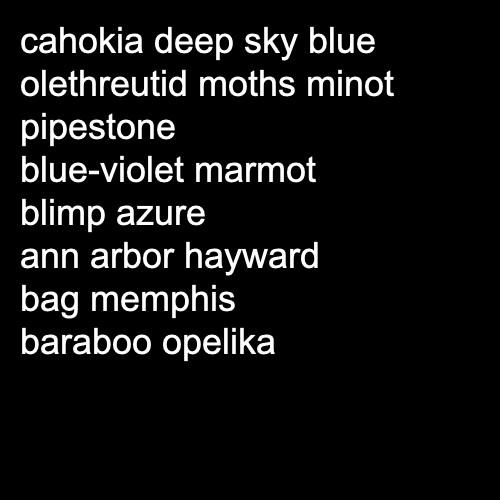 cahokia deep sky blue
olethreutid moths minot
pipestone
blue-violet marmot
blimp azure
ann arbor hayward
bag memphis
baraboo opelika